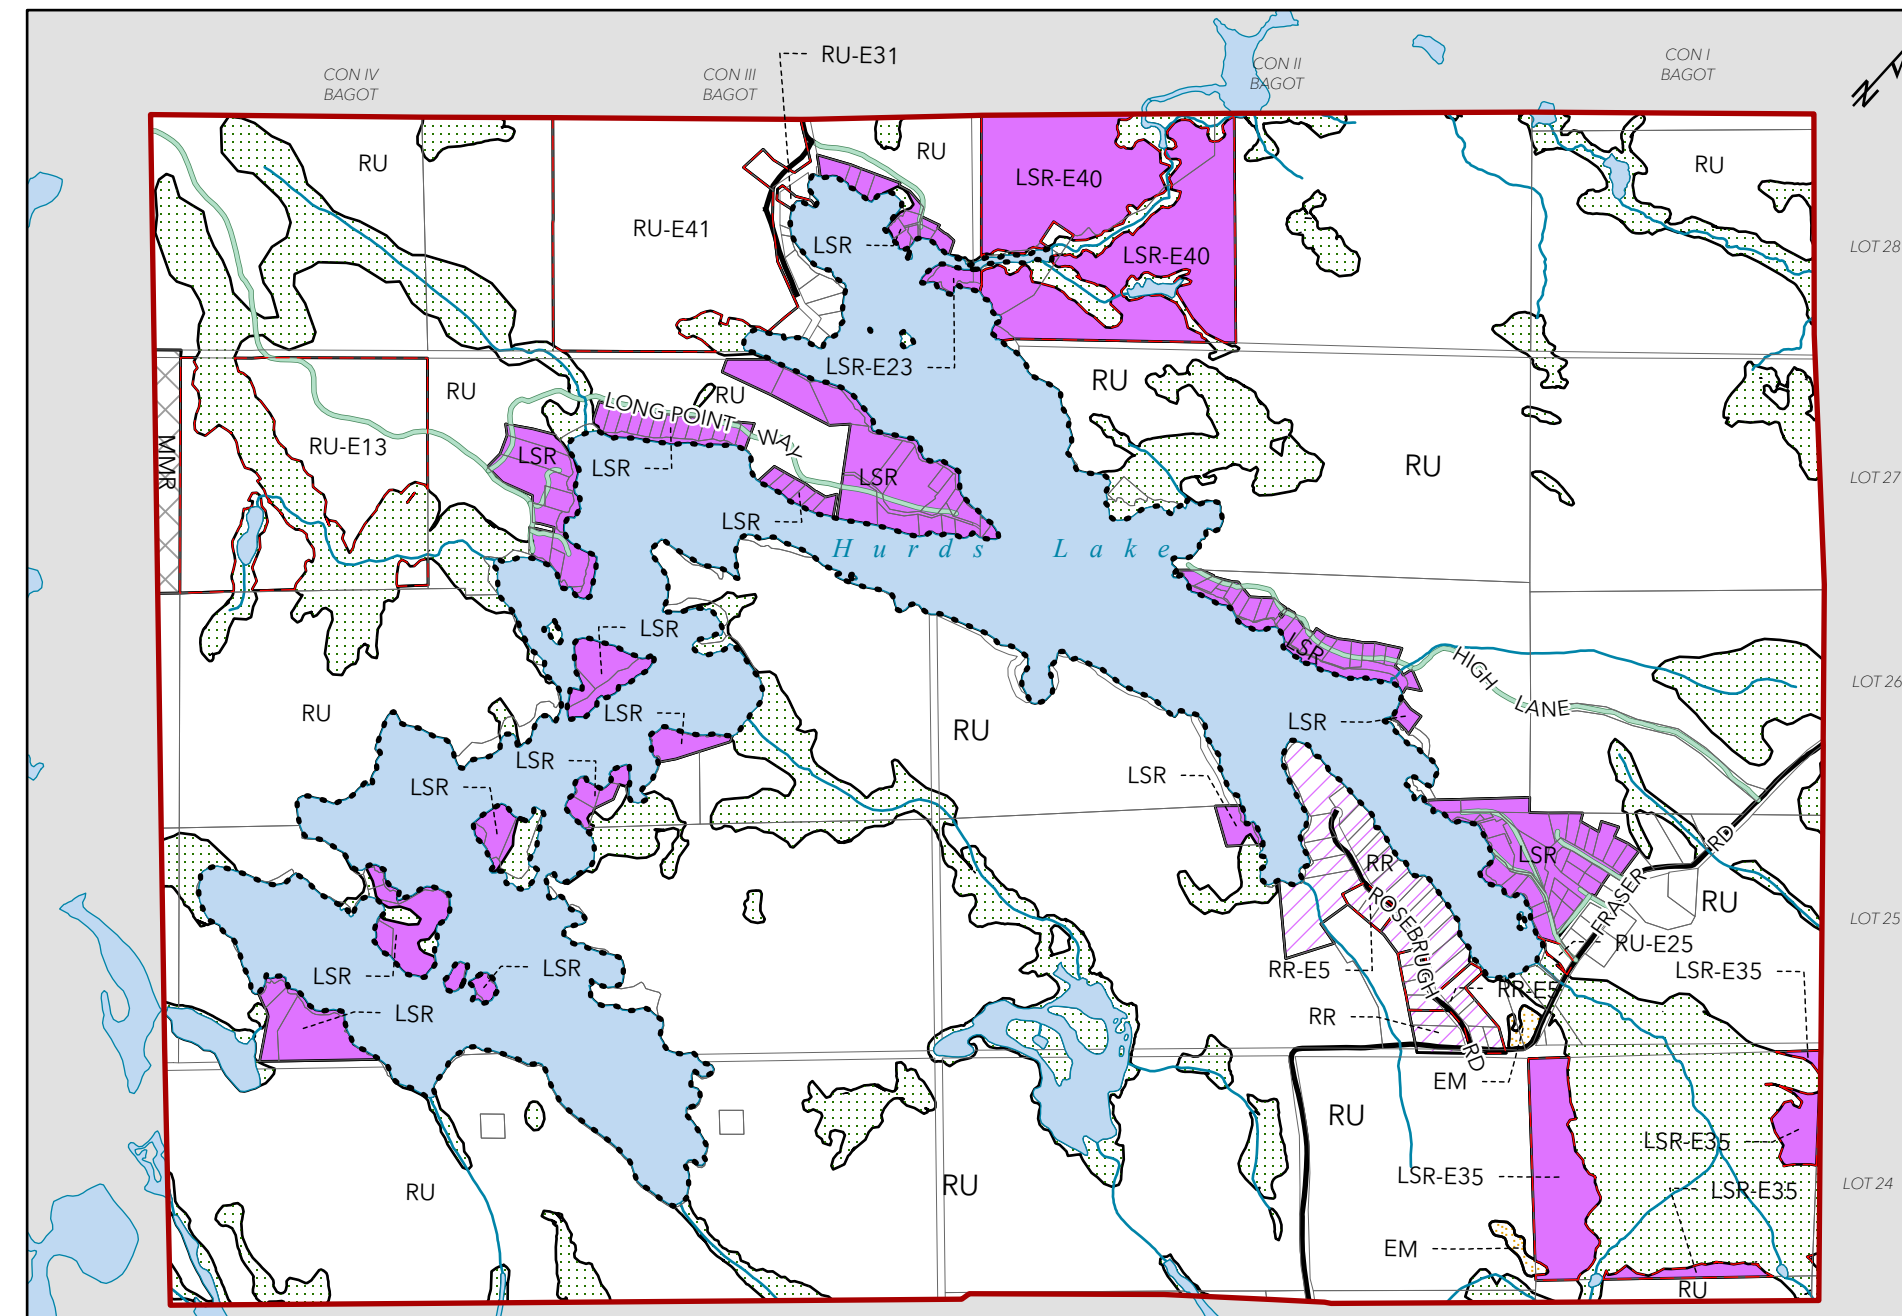 RU-E31
CON IV
BAGOT
CON III
BAGOT
CON II
BAGOT
CON I
BAGOT
N
RU
RU
LSR-E40
RU
RU-E41
LSR
LSR-E40
LOT 28
LSR-E23
RU
RU
RU
LONG POINT WAY
RU-E13
MMR
LSR
LSR
LSR
RU
LOT 27
LSR
Hurds Lake
LSR
LSR
HIGH LANE
LOT 26
RU
LSR
RU
LSR
LSR
LSR
LSR
RD
LSR
RR
FRASER
RU
LOT 25
ROSEBRUGH
RU-E25
LSR
LSR
RR-E5
LSR-E35
RR-E5
LSR
RR
RD
EM
RU
LSR-E35
LSR-E35
RU
RU
LSR-E35
LOT 24
EM
RU